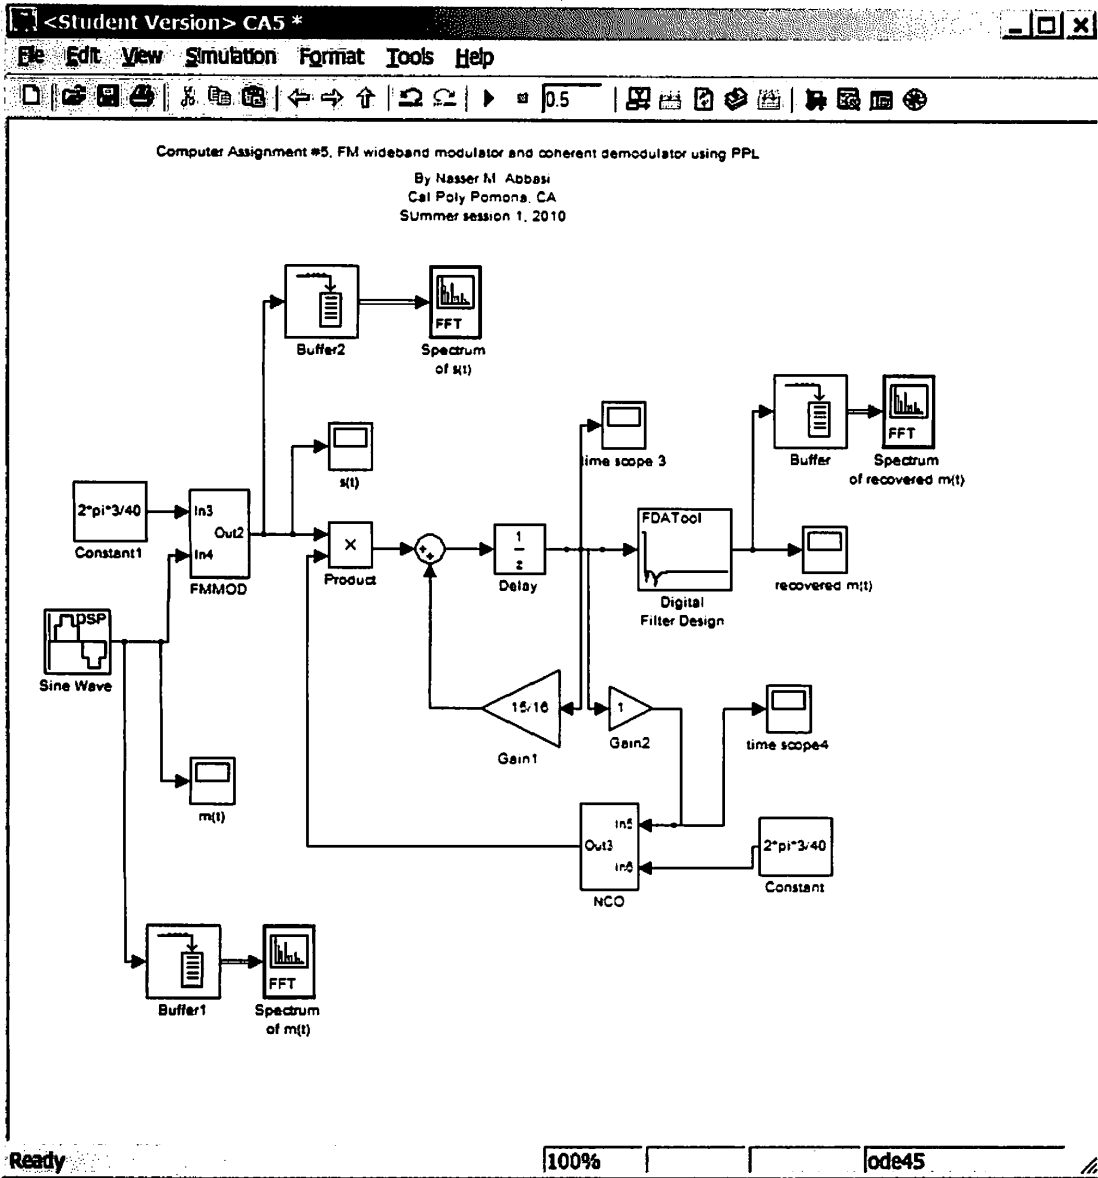 <Student Version> CA5 *
File Edit View Simulation Format Tools Help
0.5
Computer Assignment #5, FM wideband modulator and coherent demodulator using PPL
By Nasser M. Abbasi
Cal Poly Pomona, CA
SUmmer session 1, 2010
FFT
Buffer2
Spectrum
of s(t)
s(t)
time scope 3
FFT
Buffer
Spectrum
of recovered m(t)
2*pi*3/40
Constant1
In3
In4
Out2
FMMOD
×
Product
+
+
1
z
Delay
FDATool
Digital
Filter Design
recovered m(t)
DSP
Sine Wave
15/16
Gain1
1
Gain2
time scope4
m(t)
In5
Out3
In6
NCO
2*pi*3/40
Constant
FFT
Buffer1
Spectrum
of m(t)
Ready
100%
ode45